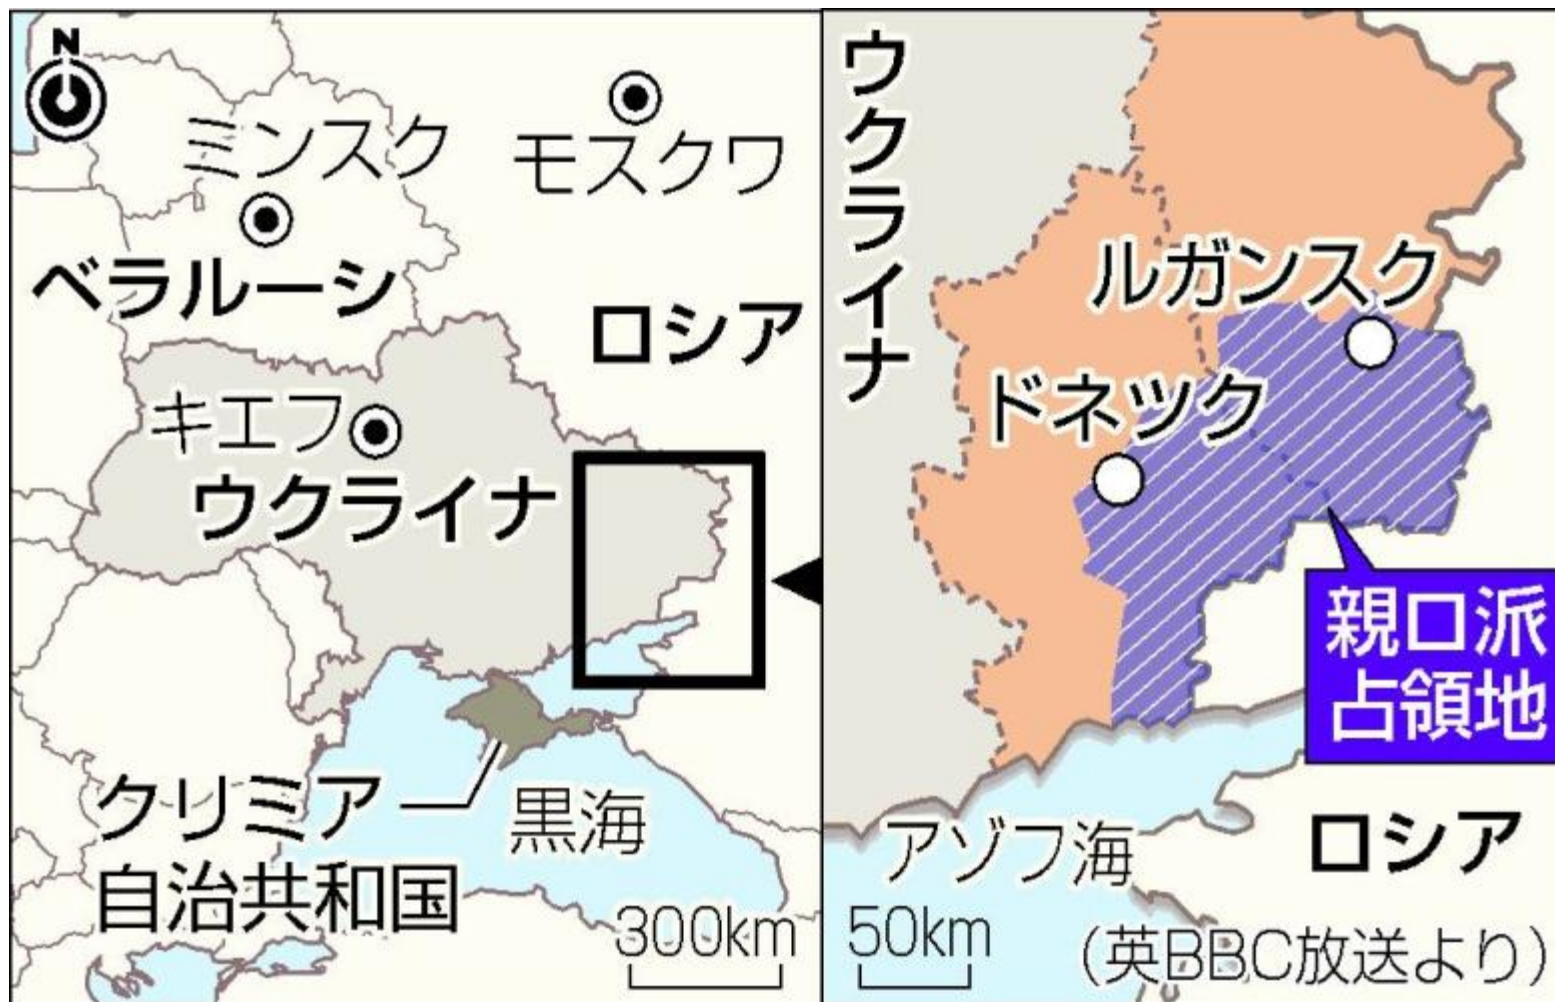 N
ミンスク
モスクワ
ベラルーシ
ロシア
キエフ
ウクライナ
クリミア
自治共和国
黒海
300km
ウクライナ
ルガンスク
ドネツク
親ロ派
占領地
アゾフ海
ロシア
50km
(英BBC放送より)